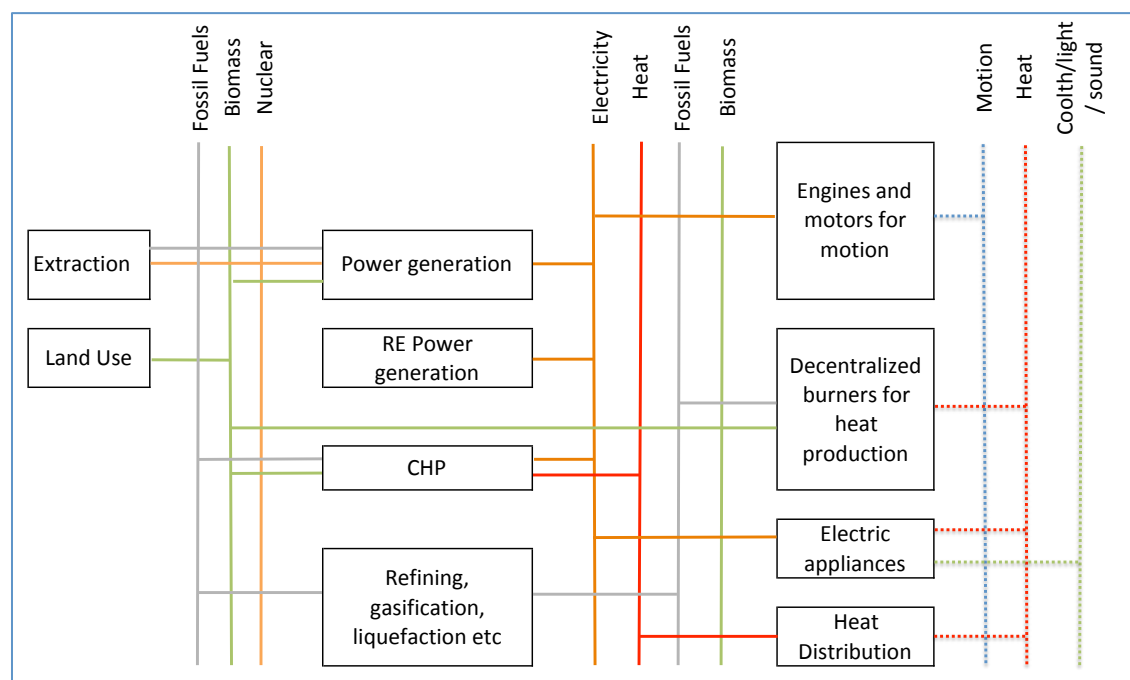 Fossil Fuels
Biomass
Nuclear
Electricity
Heat
Fossil Fuels
Biomass
Motion
Heat
Coolth/light
/ sound
Extraction
Land Use
Power generation
RE Power
generation
CHP
Refining,
gasification,
liquefaction etc
Engines and
motors for
motion
Decentralized
burners for
heat
production
Electric
appliances
Heat
Distribution